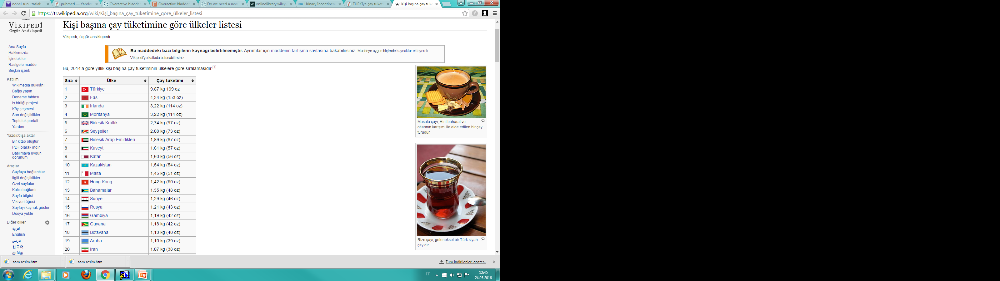 nobel sunu taslak
pubmed — Yande
Overactive bladder
Overactive bladder
Do we need a new
onlinelibrary.wiley.
Urinary Incontinen
TÜRKİye çay tüket
Kişi başına çay tük
https://tr.wikipedia.org/wiki/Kişi_başına_çay_tüketimine_göre_ülkeler_listesi
VİKİPEDİ
Özgür Ansiklopedi
Ana Sayfa
Hakkımızda
İçindekiler
Rastgele madde
Seçkin içerik
Katılım
Wikimedia dükkânı
Bağış yapın
Deneme tahtası
İş birliği projesi
Köy çeşmesi
Son değişiklikler
Topluluk portali
Yardım
Yazdır/dışa aktar
Bir kitap oluştur
PDF olarak indir
Basılmaya uygun
görünüm
Araçlar
Sayfaya bağlantılar
İlgili değişiklikler
Özel sayfalar
Kalıcı bağlantı
Sayfa bilgisi
Vikiveri öğesi
Sayfayı kaynak göster
Dosya yükle
Diğer diller
العربية
English
فارسی
한국어
தமிழ்
Kişi başına çay tüketimine göre ülkeler listesi
Vikipedi, özgür ansiklopedi
Bu maddedeki bazı bilgilerin kaynağı belirtilmemiştir. Ayrıntılar için maddenin tartışma sayfasına bakabilirsiniz. Maddeye uygun biçimde kaynaklar ekleyerek
Vikipedi'ye katkıda bulunabilirsiniz.
Bu, 2014'a göre yıllık kişi başına çay tüketiminin ülkelere göre sıralamasıdır.[1]
Sıra Ülke Çay tüketimi
1 Türkiye 9.87 kg 199 oz
2 Fas 4,34 kg (153 oz)
3 İrlanda 3,22 kg (114 oz)
4 Moritanya 3,22 kg (114 oz)
5 Birleşik Krallık 2,74 kg (97 oz)
6 Seyşeller 2,08 kg (73 oz)
7 Birleşik Arap Emirlikleri 1,89 kg (67 oz)
8 Kuveyt 1,61 kg (57 oz)
9 Katar 1,60 kg (56 oz)
10 Kazakistan 1,54 kg (54 oz)
11 Malta 1,45 kg (51 oz)
12 Hong Kong 1,42 kg (50 oz)
13 Bahamalar 1,35 kg (48 oz)
14 Suriye 1,29 kg (46 oz)
15 Rusya 1,21 kg (43 oz)
16 Gambiya 1,19 kg (42 oz)
17 Guyana 1,18 kg (42 oz)
18 Botsvana 1,13 kg (40 oz)
19 Aruba 1,10 kg (39 oz)
20 İran 1,07 kg (38 oz)
Masala çayı, Hint baharat ve
otlarının karışımı ile elde edilen bir çay
türüdür.
Rize çayı, geleneksel bir Türk siyah
çayıdır.
aam resim.htm
aam resim.htm
Tüm indirilenleri göster...
TR
12:45
24.05.2016